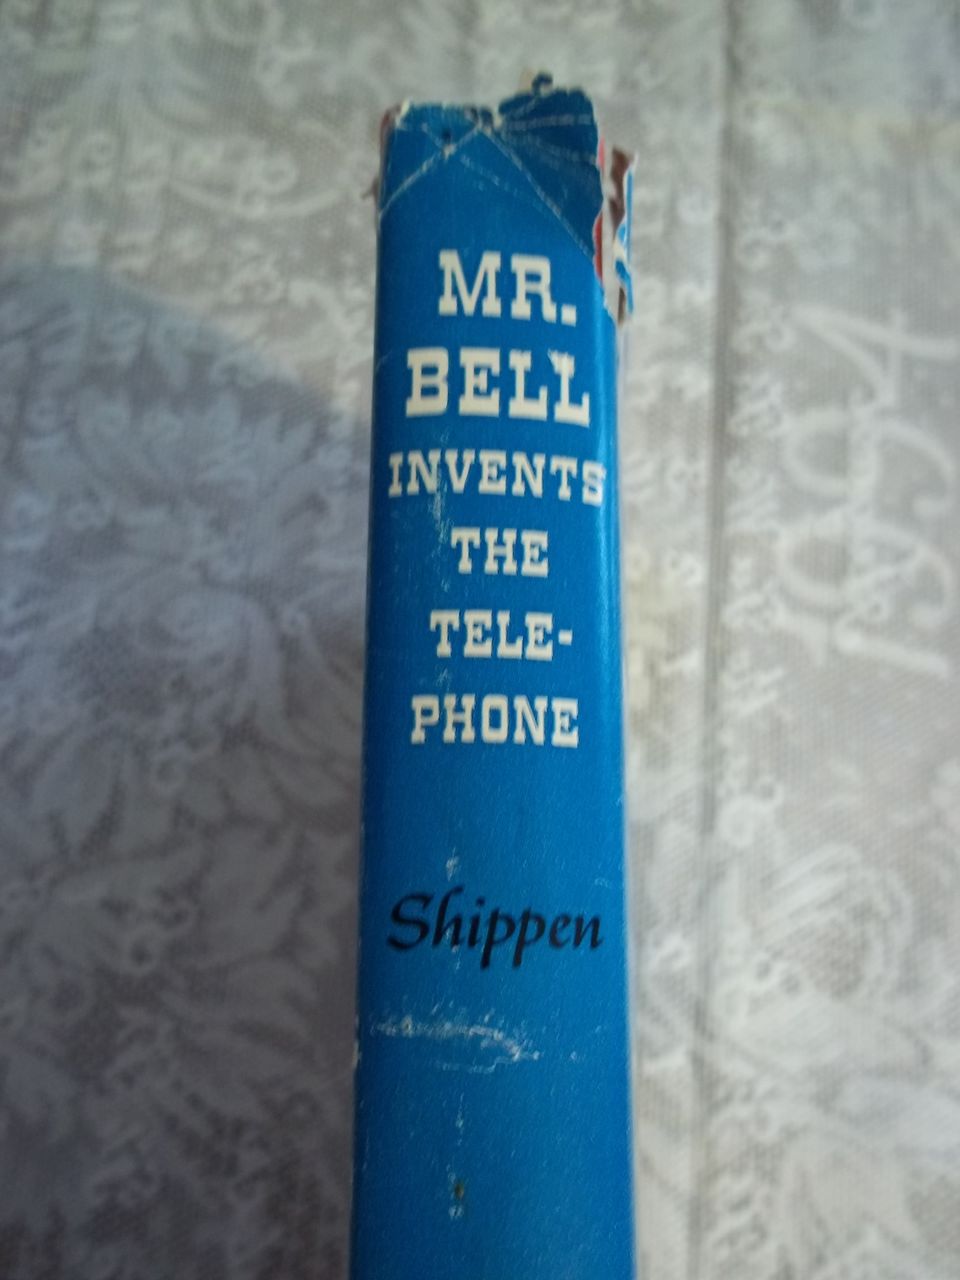 MR.
BELL
INVENTS
THE
TELE-
PHONE
Shippen